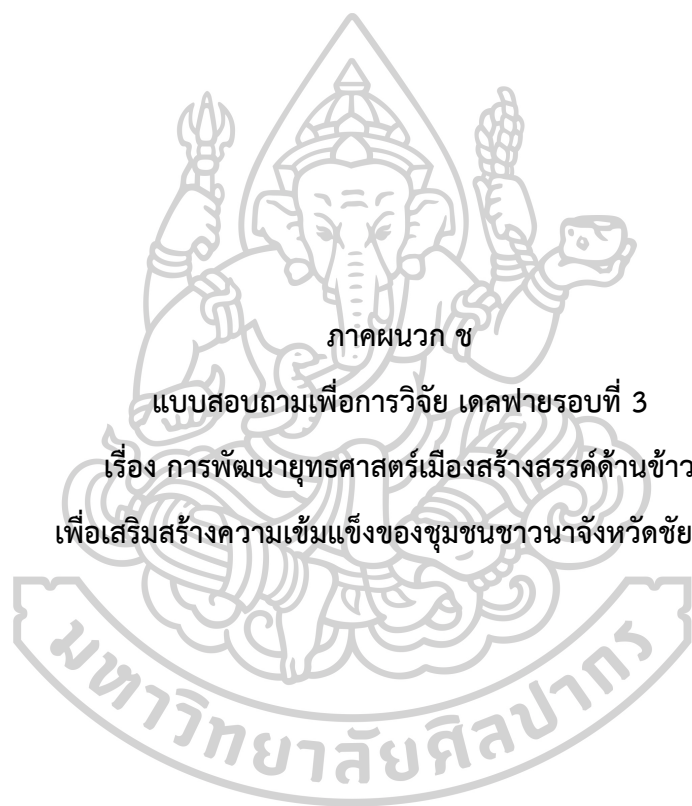 ภาคผนวก ช
แบบสอบถามเพื่อการวิจัย เดลฟายรอบที่ 3
เรื่อง การพัฒนายุทธศาสตร์เมืองสร้างสรรค์ด้านข้าว
เพื่อเสริมสร้างความเข้มแข็งของชุมชนชาวนาจังหวัดชัย
มหาวิทยาลัยศิลปากร